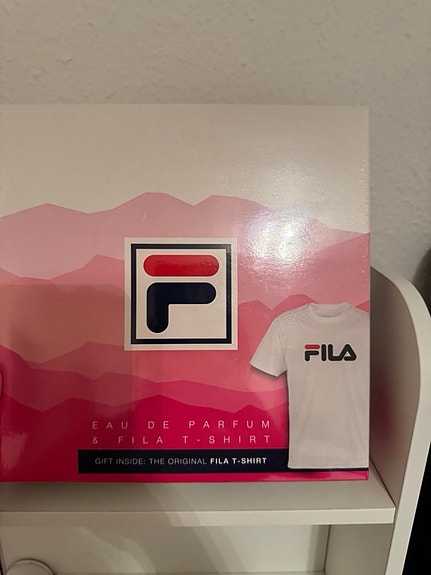 F
FILA
EAU DE PARFUM
& FILA T-SHIRT
GIFT INSIDE: THE ORIGINAL FILA T-SHIRT